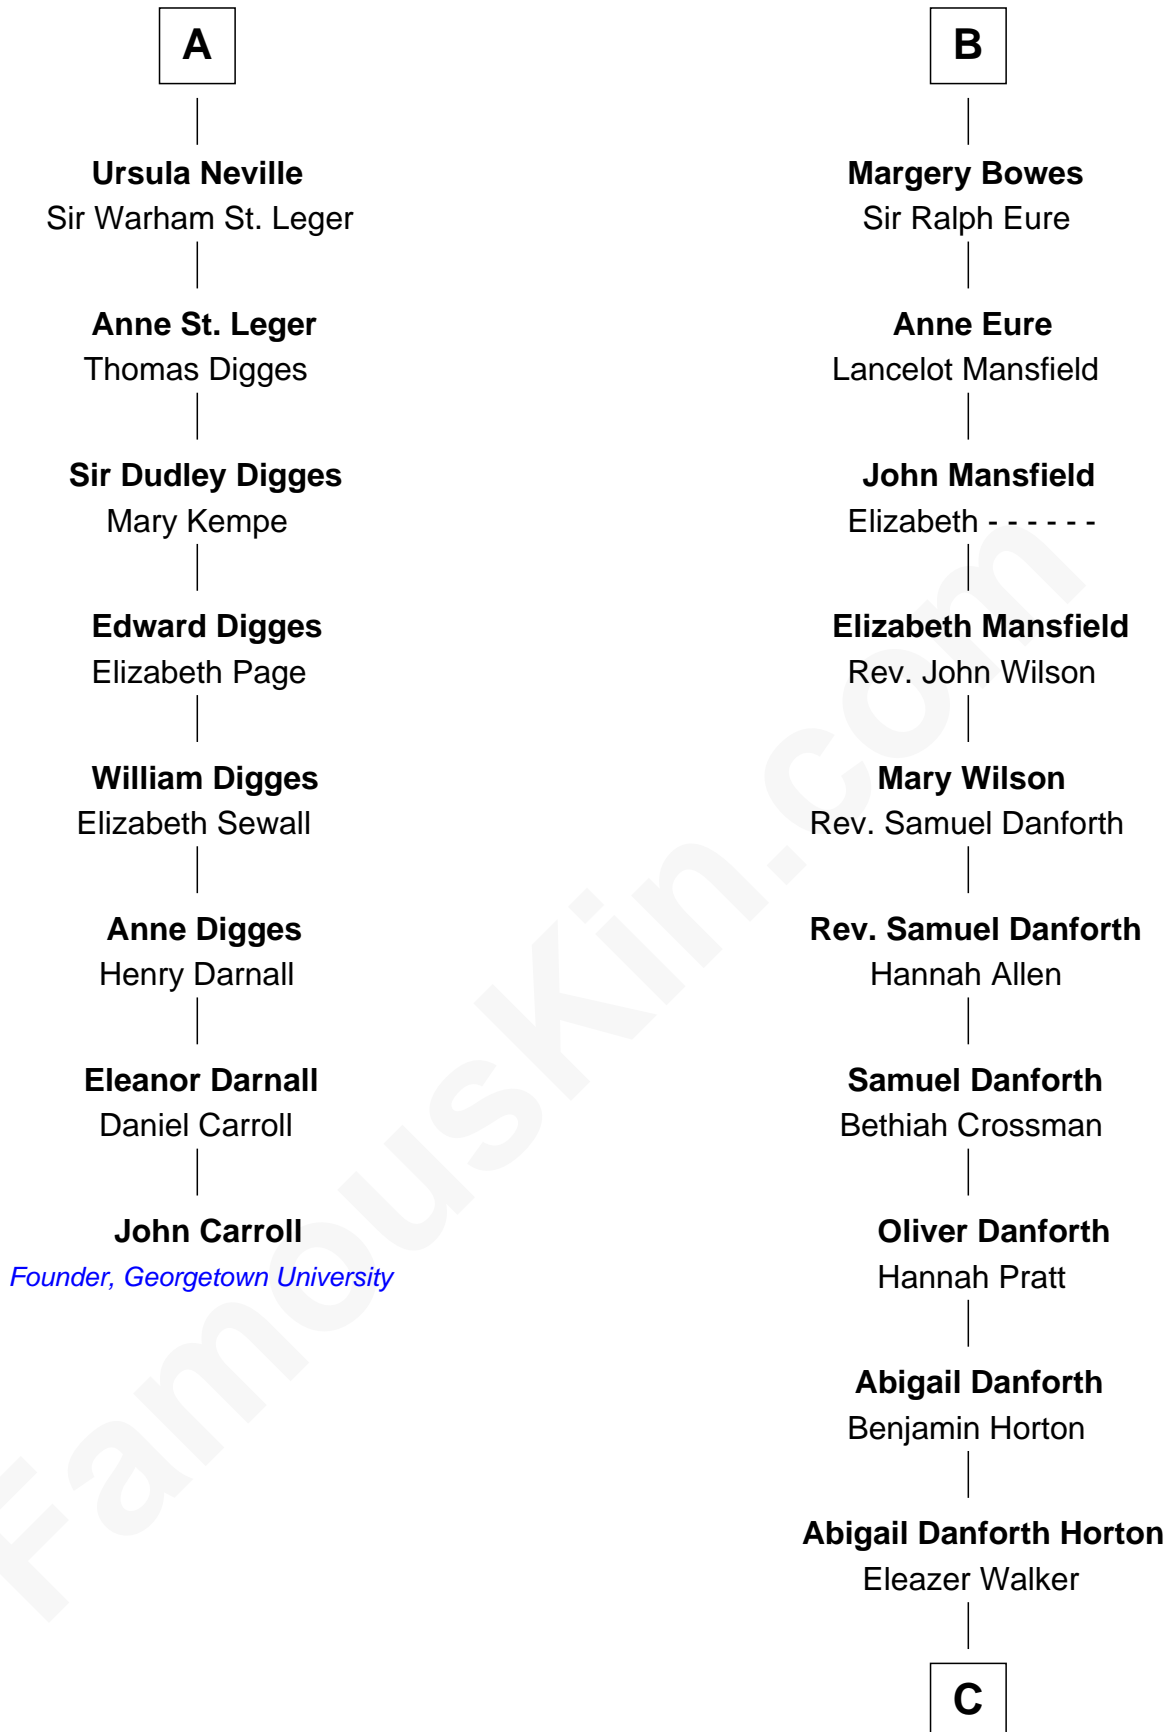 A
Ursula Neville
Sir Warham St. Leger
Anne St. Leger
Thomas Digges
Sir Dudley Digges
Mary Kempe
Edward Digges
Elizabeth Page
William Digges
Elizabeth Sewall
Anne Digges
Henry Darnall
Eleanor Darnall
Daniel Carroll
John Carroll
Founder, Georgetown University
B
Margery Bowes
Sir Ralph Eure
Anne Eure
Lancelot Mansfield
John Mansfield
Elizabeth - - - - - -
Elizabeth Mansfield
Rev. John Wilson
Mary Wilson
Rev. Samuel Danforth
Rev. Samuel Danforth
Hannah Allen
Samuel Danforth
Bethiah Crossman
Oliver Danforth
Hannah Pratt
Abigail Danforth
Benjamin Horton
Abigail Danforth Horton
Eleazer Walker
C
FamousKin.com